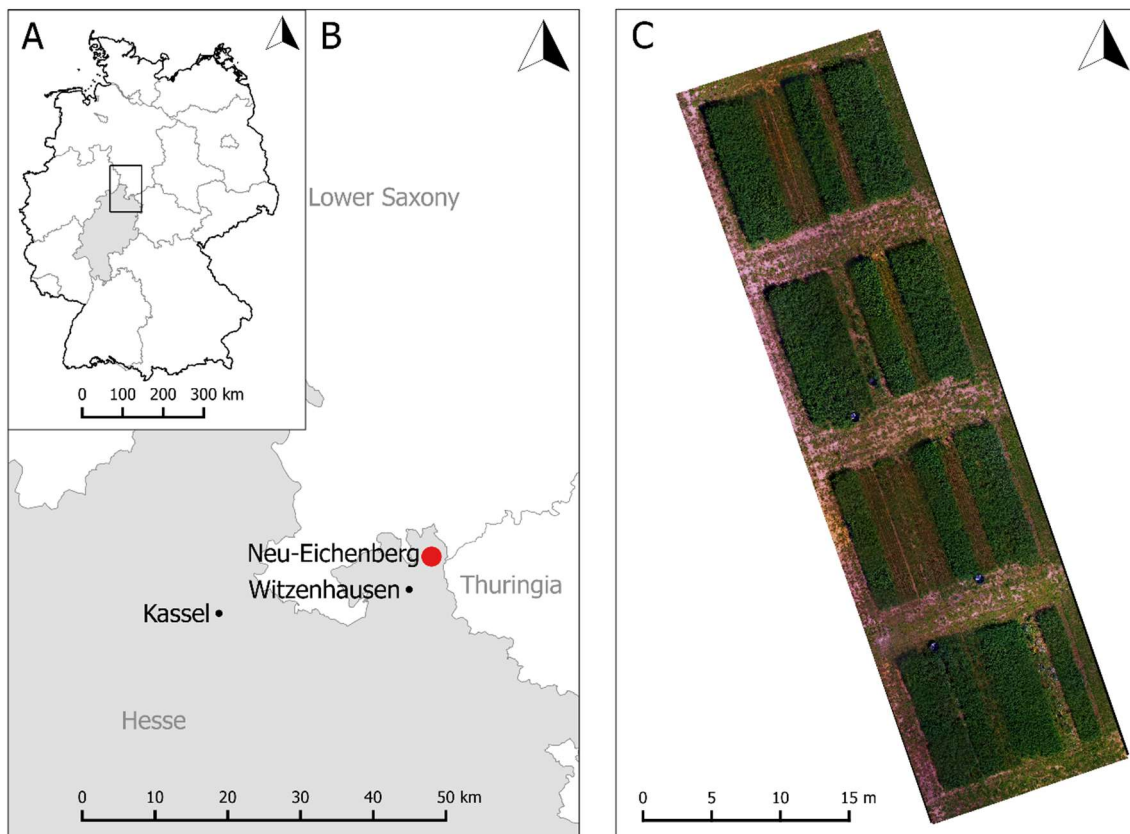 A
B
C
Lower Saxony
0 100 200 300 km
Neu-Eichenberg
Witzenhausen
Thuringia
Kassel
Hesse
0 10 20 30 40 50 km
0 5 10 15 m